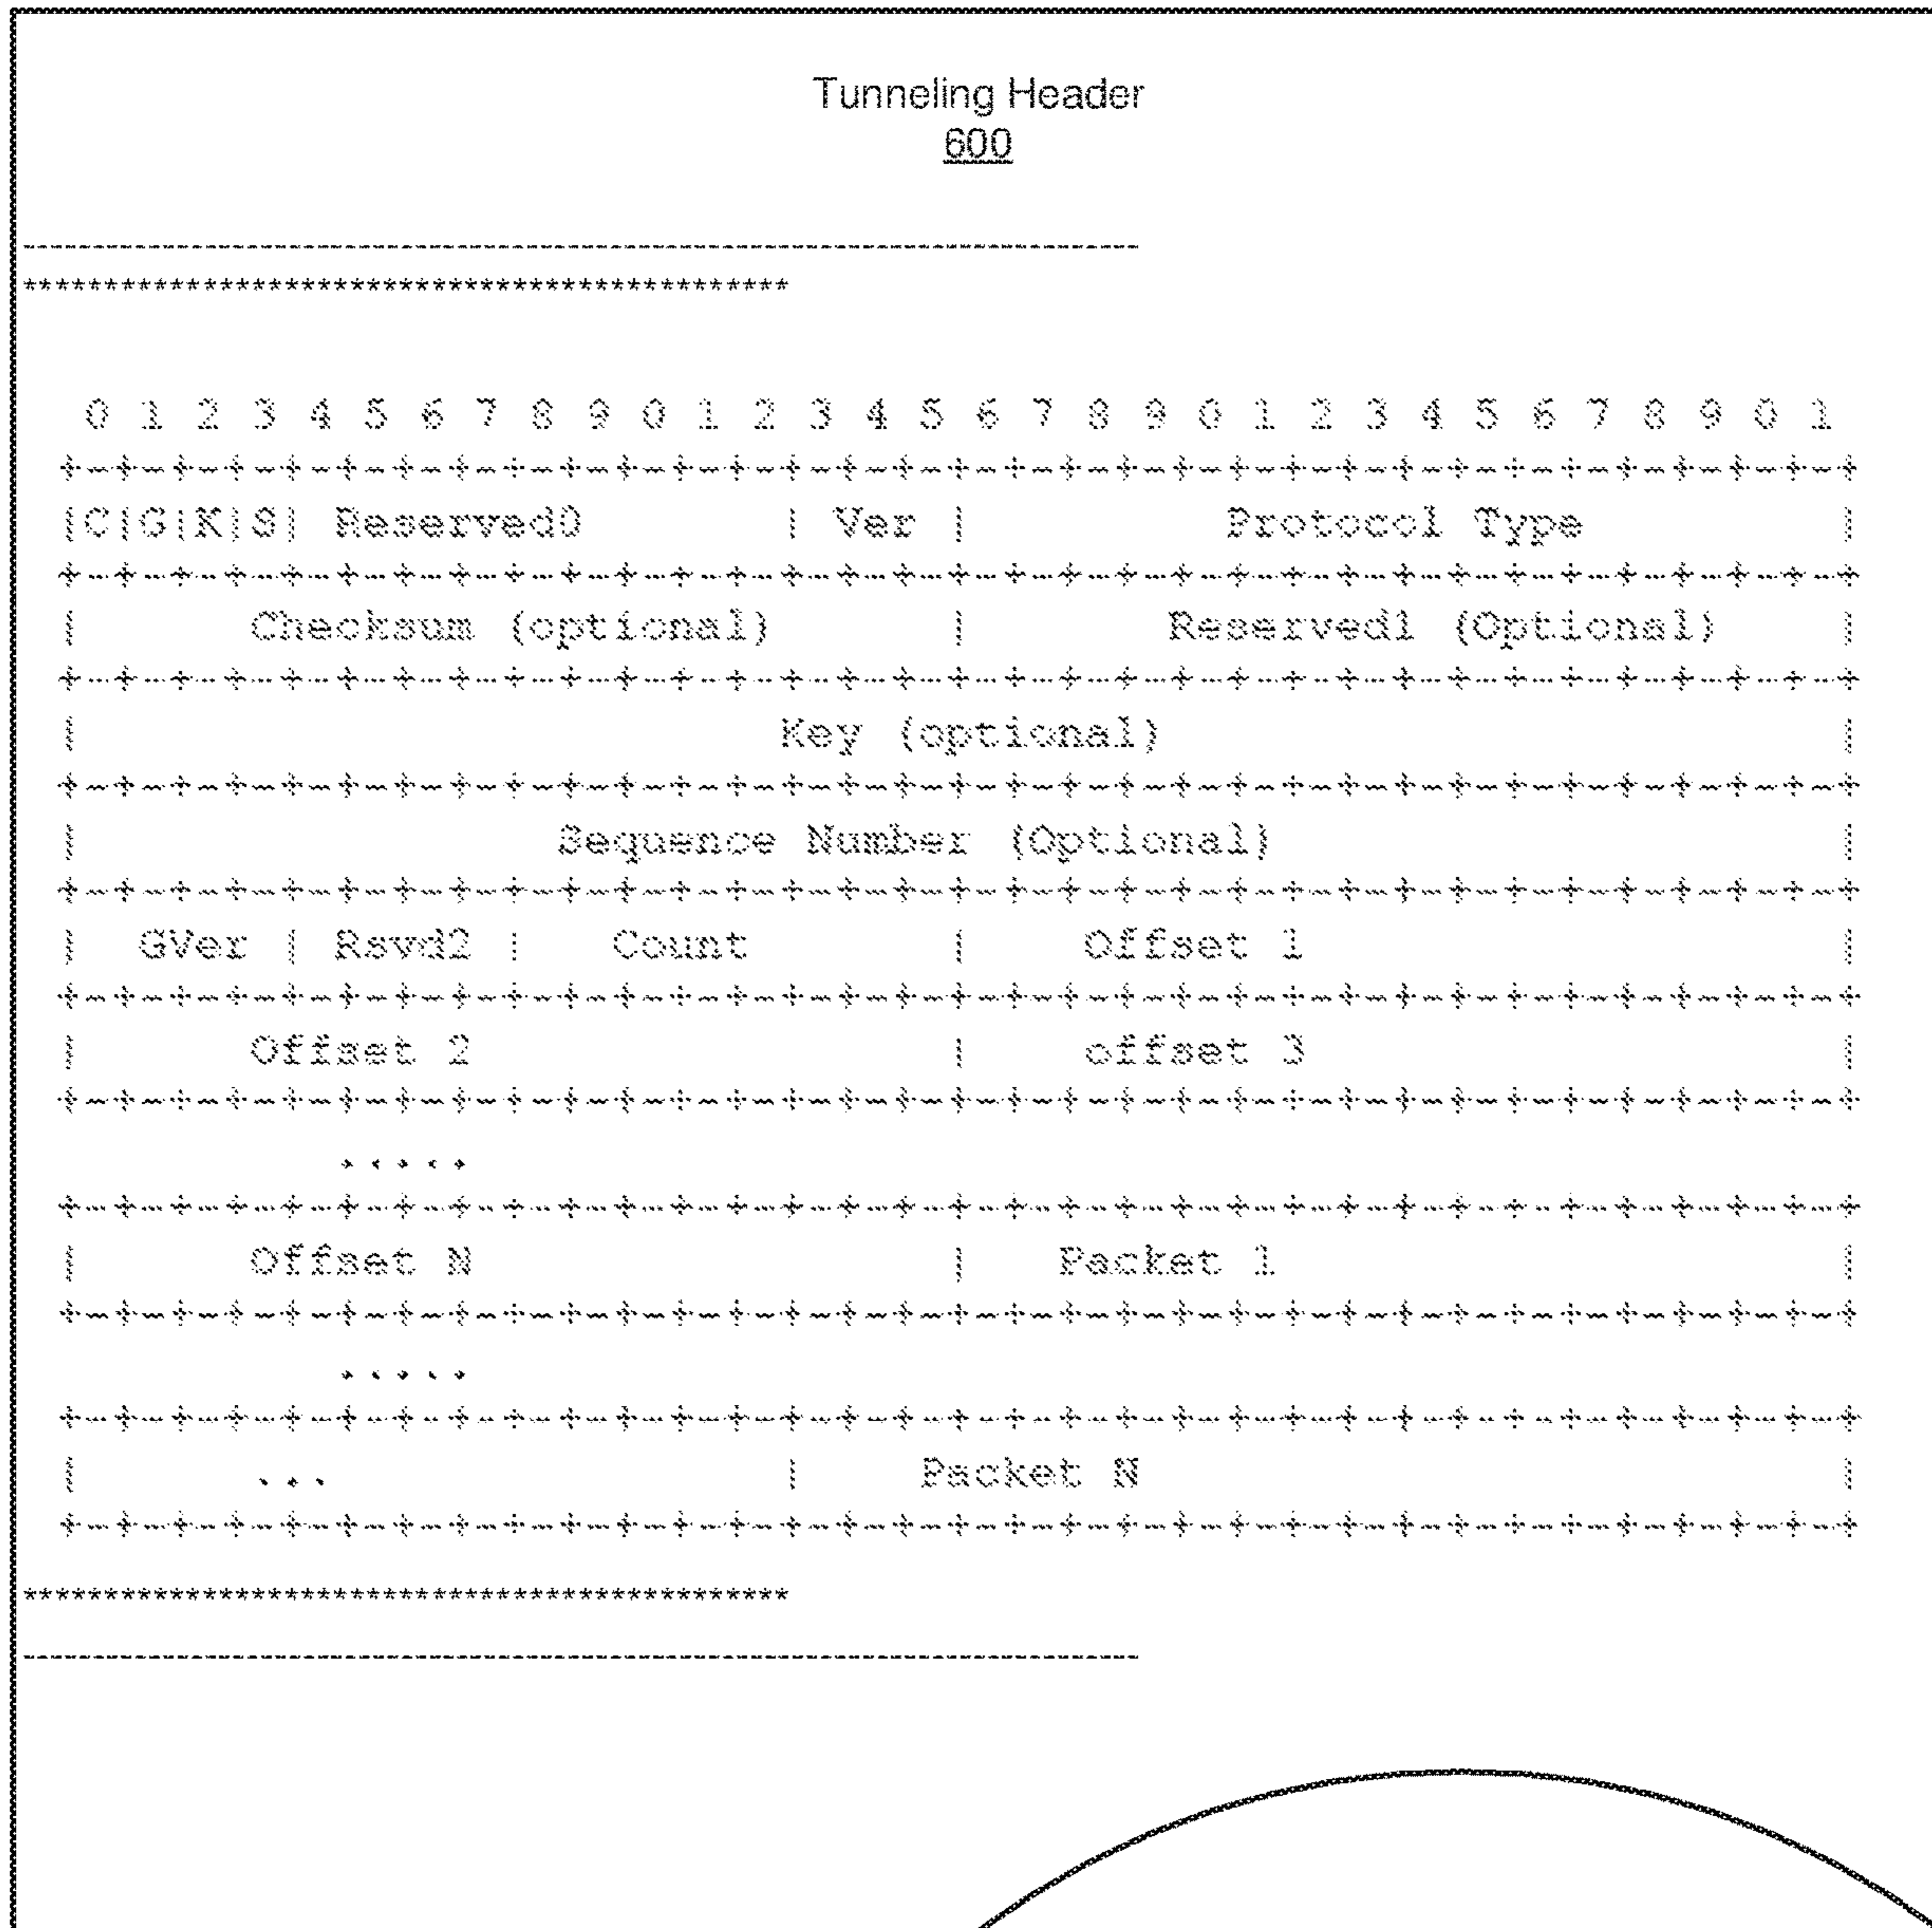 Tunneling Header
600
--------------------------------------------------------------------------------
***********************************************
0 1 2 3 4 5 6 7 8 9 0 1 2 3 4 5 6 7 8 9 0 1 2 3 4 5 6 7 8 9 0 1
+-+-+-+-+-+-+-+-+-+-+-+-+-+-+-+-+-+-+-+-+-+-+-+-+-+-+-+-+-+-+-+-+
|C|G|K|S| Reserved0 | Ver | Protocol Type |
+-+-+-+-+-+-+-+-+-+-+-+-+-+-+-+-+-+-+-+-+-+-+-+-+-+-+-+-+-+-+-+-+
| Checksum (optional) | Reserved1 (Optional) |
+-+-+-+-+-+-+-+-+-+-+-+-+-+-+-+-+-+-+-+-+-+-+-+-+-+-+-+-+-+-+-+-+
| Key (optional) |
+-+-+-+-+-+-+-+-+-+-+-+-+-+-+-+-+-+-+-+-+-+-+-+-+-+-+-+-+-+-+-+-+
| Sequence Number (Optional) |
+-+-+-+-+-+-+-+-+-+-+-+-+-+-+-+-+-+-+-+-+-+-+-+-+-+-+-+-+-+-+-+-+
| GVer | Rsvd2 | Count | Offset 1 |
+-+-+-+-+-+-+-+-+-+-+-+-+-+-+-+-+-+-+-+-+-+-+-+-+-+-+-+-+-+-+-+-+
| Offset 2 | offset 3 |
+-+-+-+-+-+-+-+-+-+-+-+-+-+-+-+-+-+-+-+-+-+-+-+-+-+-+-+-+-+-+-+-+
.....
+-+-+-+-+-+-+-+-+-+-+-+-+-+-+-+-+-+-+-+-+-+-+-+-+-+-+-+-+-+-+-+-+
| Offset N | Packet 1 |
+-+-+-+-+-+-+-+-+-+-+-+-+-+-+-+-+-+-+-+-+-+-+-+-+-+-+-+-+-+-+-+-+
.....
+-+-+-+-+-+-+-+-+-+-+-+-+-+-+-+-+-+-+-+-+-+-+-+-+-+-+-+-+-+-+-+-+
| ... | Packet N |
+-+-+-+-+-+-+-+-+-+-+-+-+-+-+-+-+-+-+-+-+-+-+-+-+-+-+-+-+-+-+-+-+
***********************************************
--------------------------------------------------------------------------------